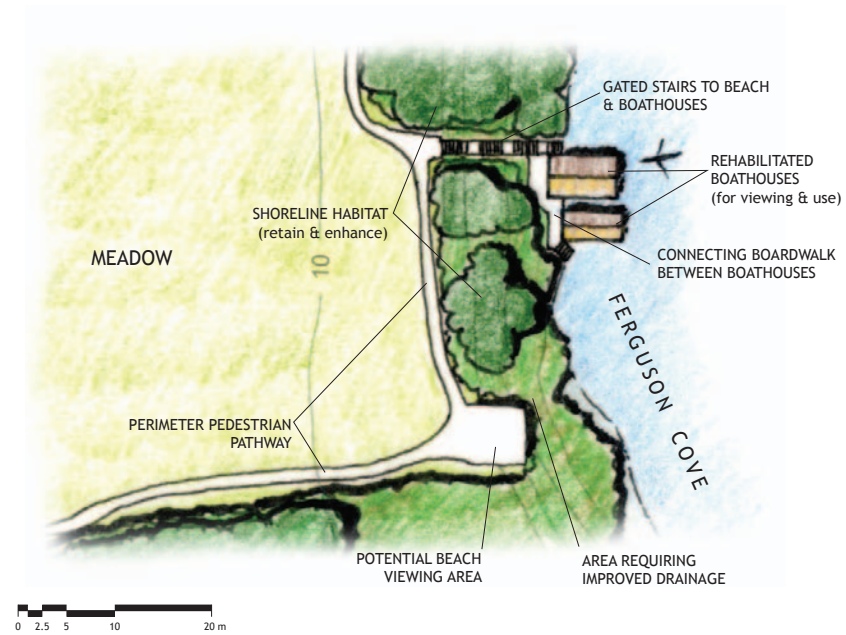 GATED STAIRS TO BEACH
& BOATHOUSES
REHABILITATED
BOATHOUSES
(for viewing & use)
SHORELINE HABITAT
(retain & enhance)
MEADOW
10
CONNECTING BOARDWALK
BETWEEN BOATHOUSES
FERGUSON COVE
PERIMETER PEDESTRIAN
PATHWAY
POTENTIAL BEACH
VIEWING AREA
AREA REQUIRING
IMPROVED DRAINAGE
0 2.5 5 10 20 m